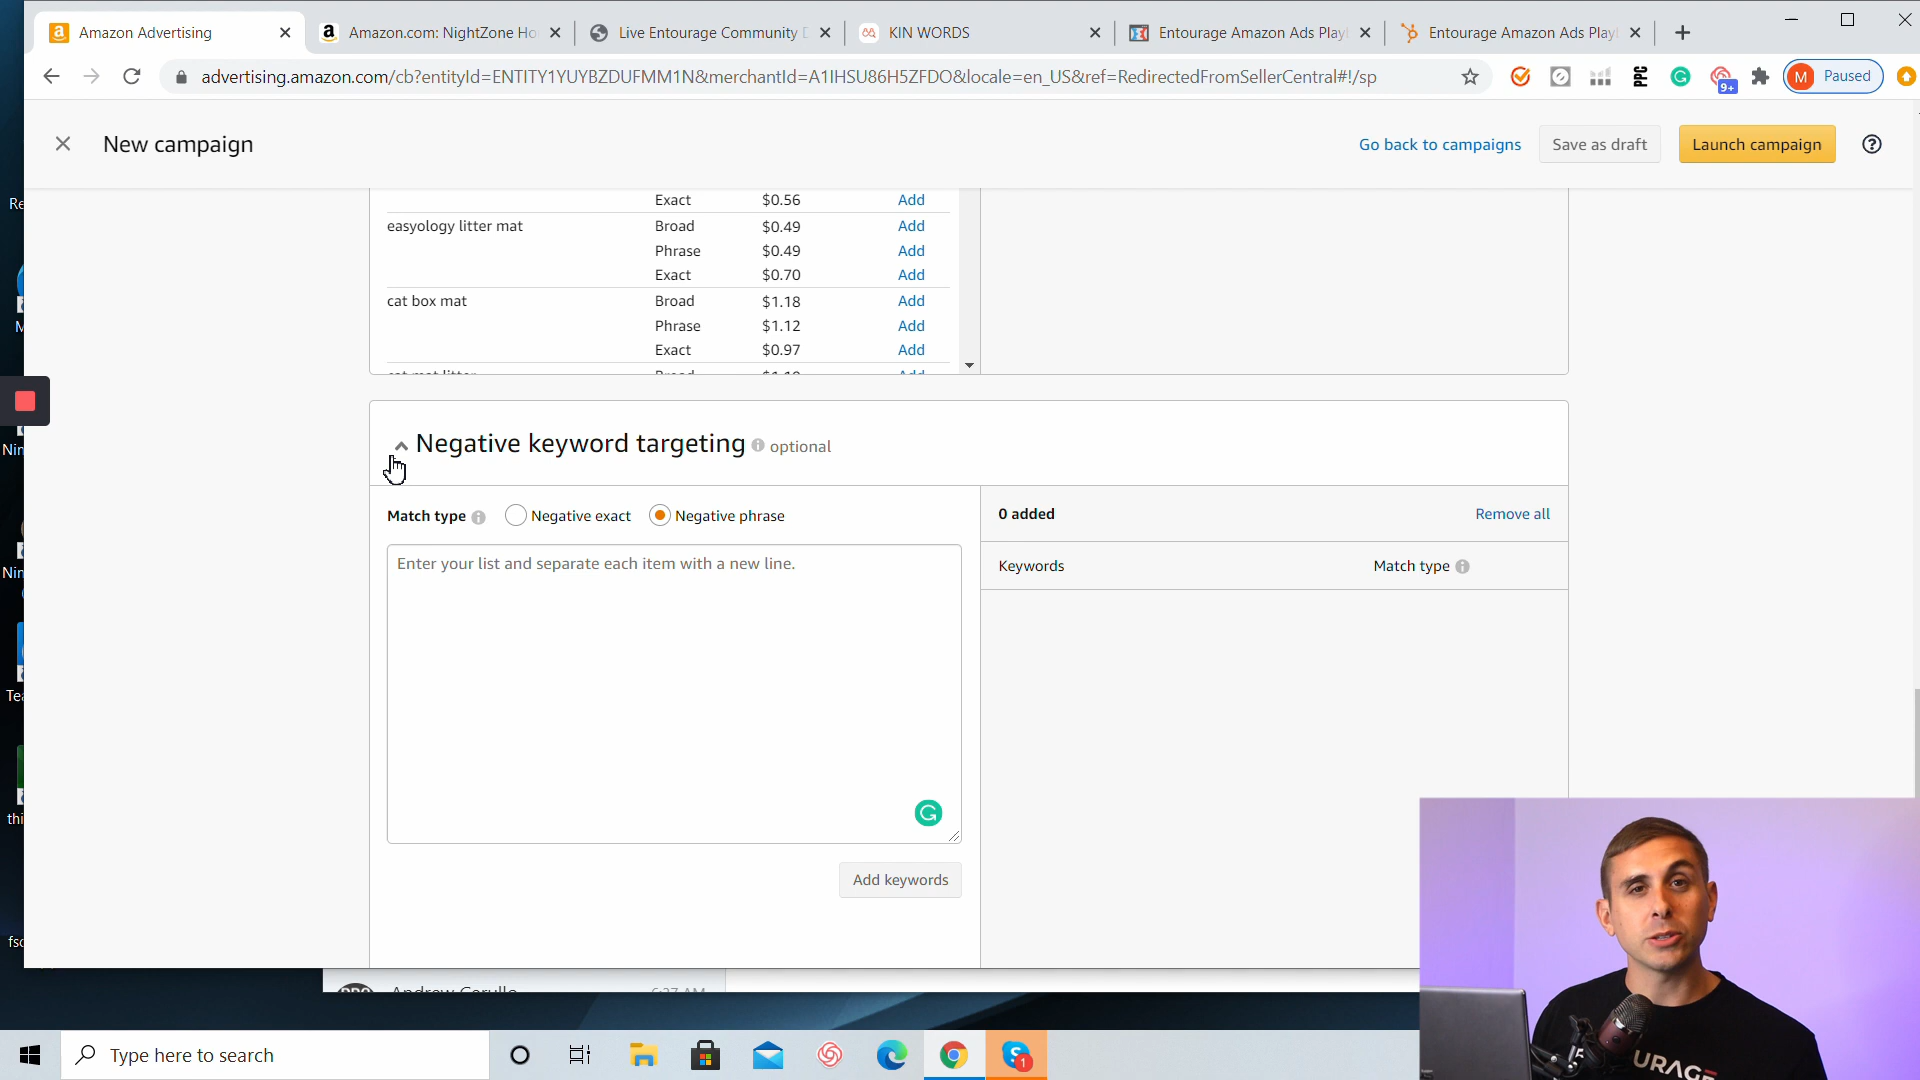 Amazon Advertising
Amazon.com: NightZone Ho
Live Entourage Community
KIN WORDS
Entourage Amazon Ads Play
Entourage Amazon Ads Play
advertising.amazon.com/cb?entityId=ENTITY1YUYBZDUFMM1N&merchantId=A1IHSU86H5ZFDO&locale=en_US&ref=RedirectedFromSellerCentral#!/sp
PPC
9+
M
Paused
New campaign
Go back to campaigns
Save as draft
Launch campaign
Exact $0.56 Add
easyology litter mat Broad $0.49 Add
Phrase $0.49 Add
Exact $0.70 Add
cat box mat Broad $1.18 Add
Phrase $1.12 Add
Exact $0.97 Add
Negative keyword targeting optional
Match type Negative exact Negative phrase
0 added
Remove all
Enter your list and separate each item with a new line.
Keywords
Match type
Add keywords
Type here to search
1
URAGE